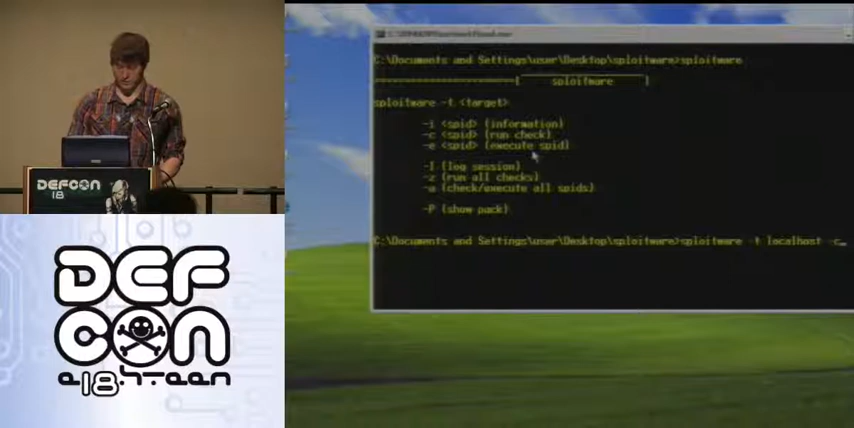 DEFCON
18
DEF
CON
C:\Documents and Settings\user\Desktop\sploitware>sploitware
[ sploitware ]
sploitware -t <target>
-i <spid> (information)
-c <spid> (run check)
-e <spid> (execute spid)
-l (log session)
-z (run all checks)
-a (check/execute all spids)
-P (show pack)
C:\Documents and Settings\user\Desktop\sploitware>sploitware -t localhost -c